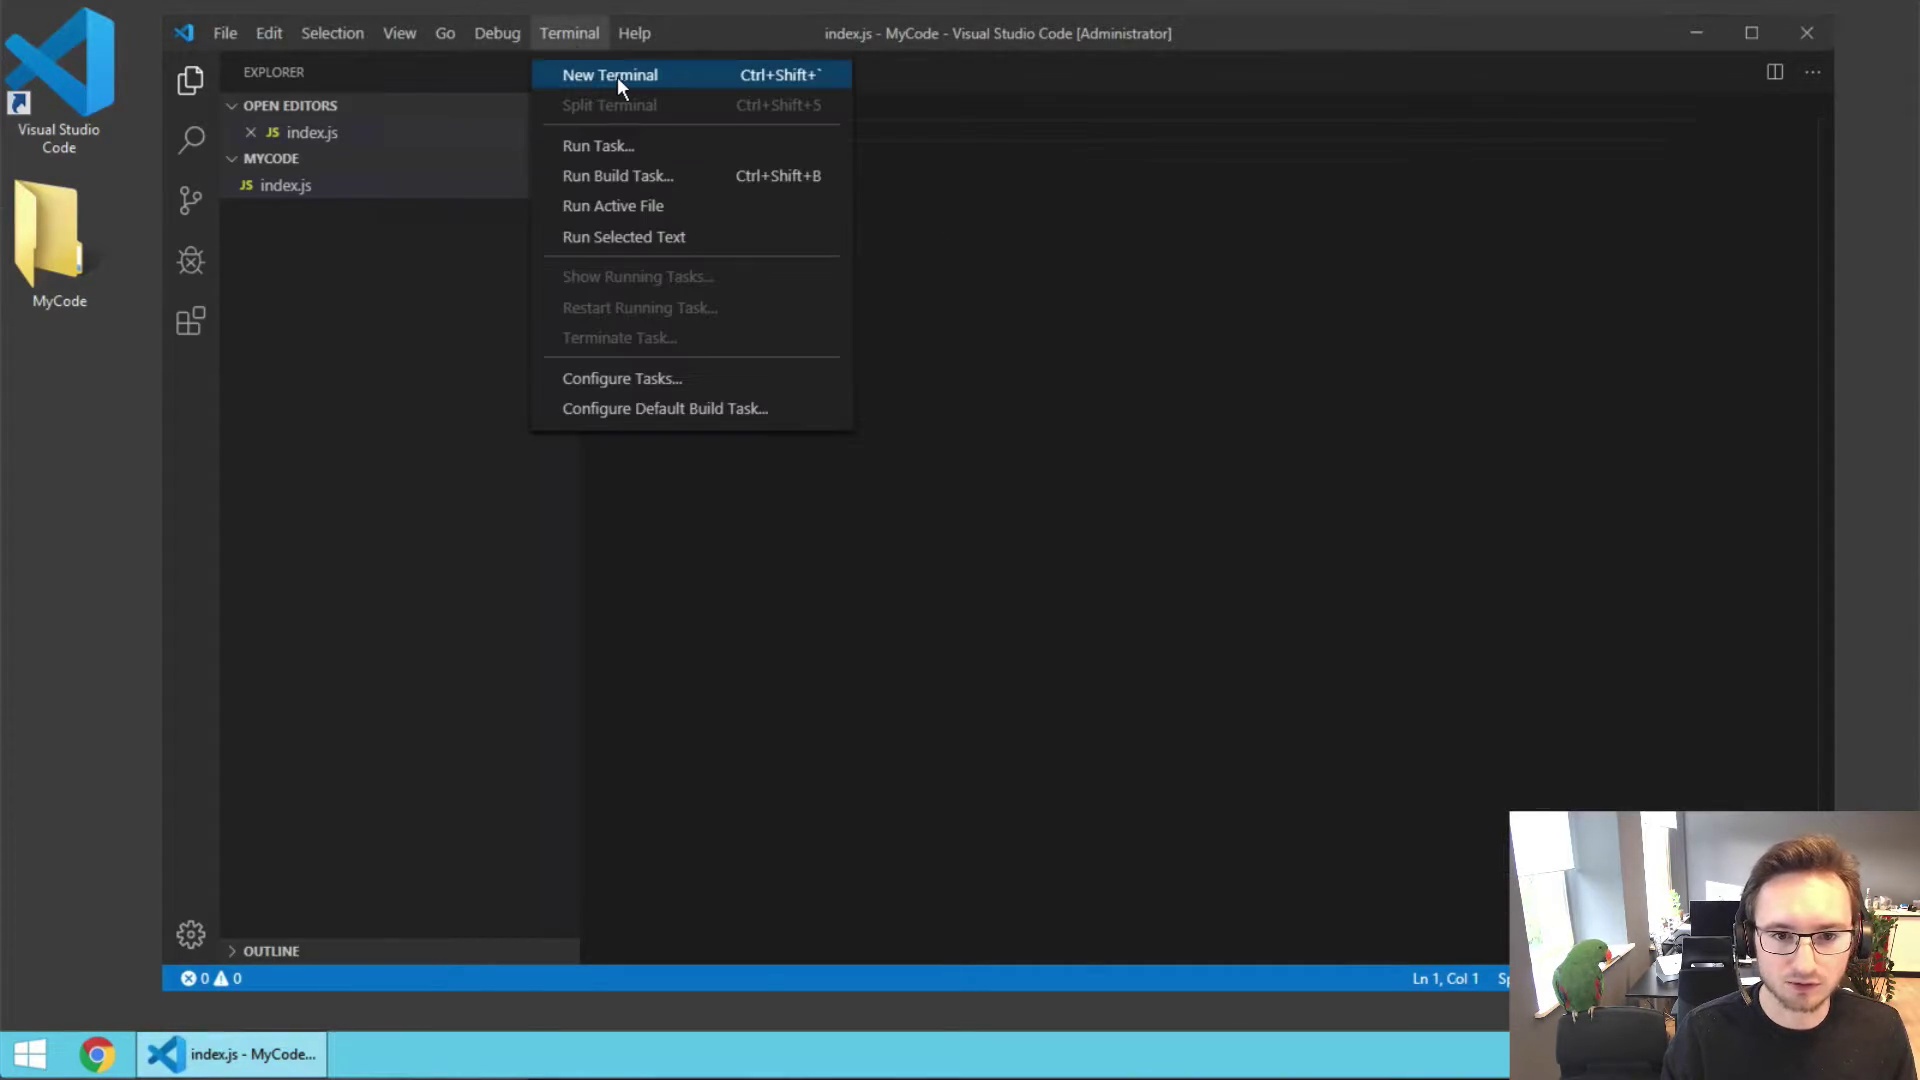 File Edit Selection View Go Debug Terminal Help
index.js - MyCode - Visual Studio Code [Administrator]
Visual Studio
Code
MyCode
EXPLORER
OPEN EDITORS
JS index.js
MYCODE
JS index.js
New Terminal Ctrl+Shift+`
Split Terminal Ctrl+Shift+5
Run Task...
Run Build Task... Ctrl+Shift+B
Run Active File
Run Selected Text
Show Running Tasks...
Restart Running Task...
Terminate Task...
Configure Tasks...
Configure Default Build Task...
OUTLINE
0 0
Ln 1, Col 1
index.js - MyCode...